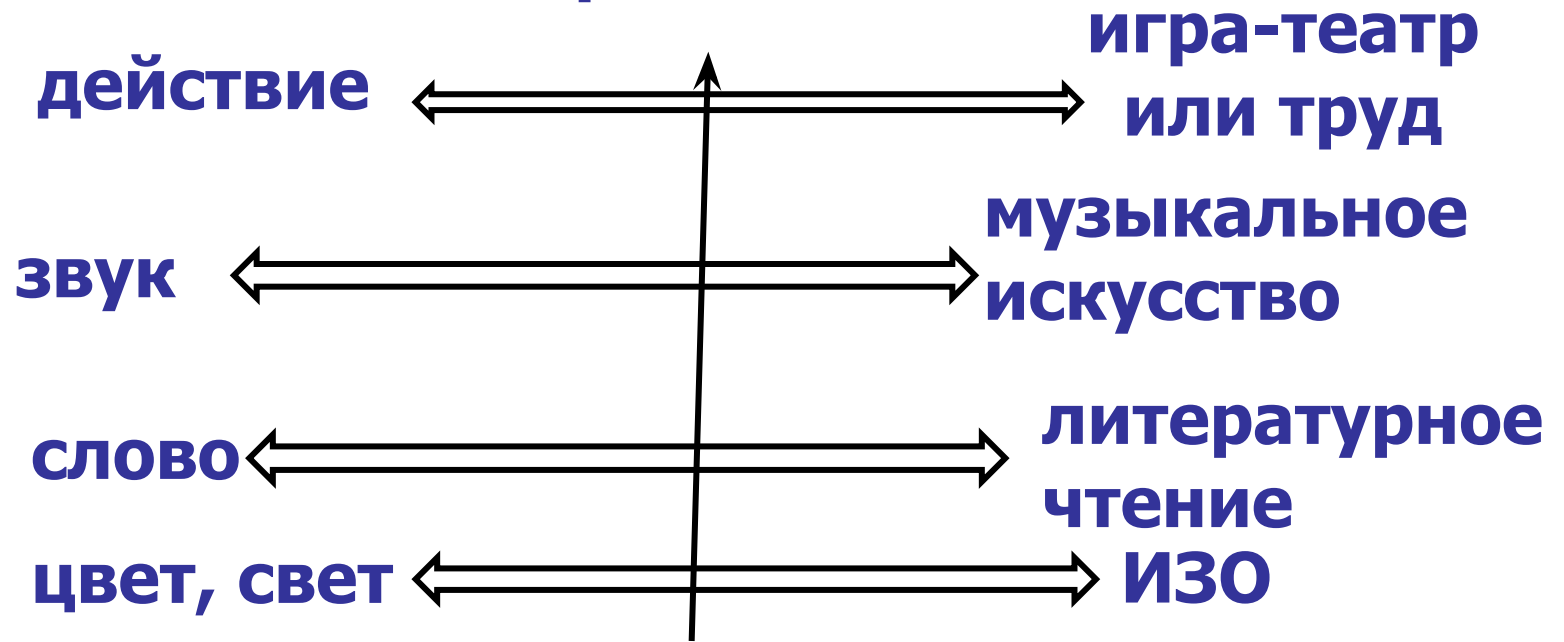 игра-театр
действие
или труд
музыкальное
звук
искусство
литературное
слово
чтение
цвет, свет
ИЗО